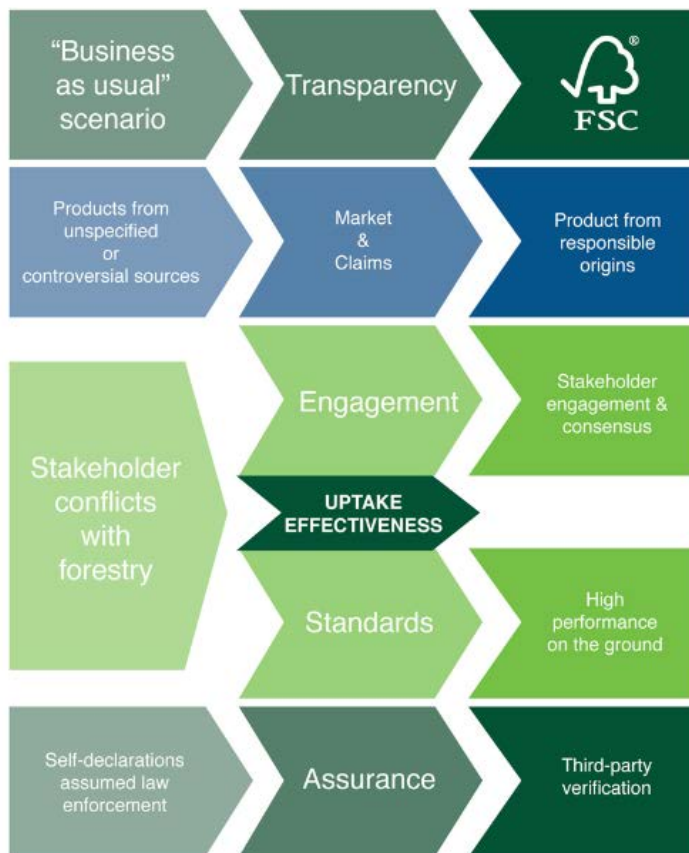 “Business
as usual”
scenario
Transparency
®
FSC
Products from
unspecified
or
controversial sources
Market
&
Claims
Product from
responsible
origins
Stakeholder
conflicts
with
forestry
Engagement
Stakeholder
engagement &
consensus
UPTAKE
EFFECTIVENESS
Standards
High
performance
on the ground
Self-declarations
assumed law
enforcement
Assurance
Third-party
verification